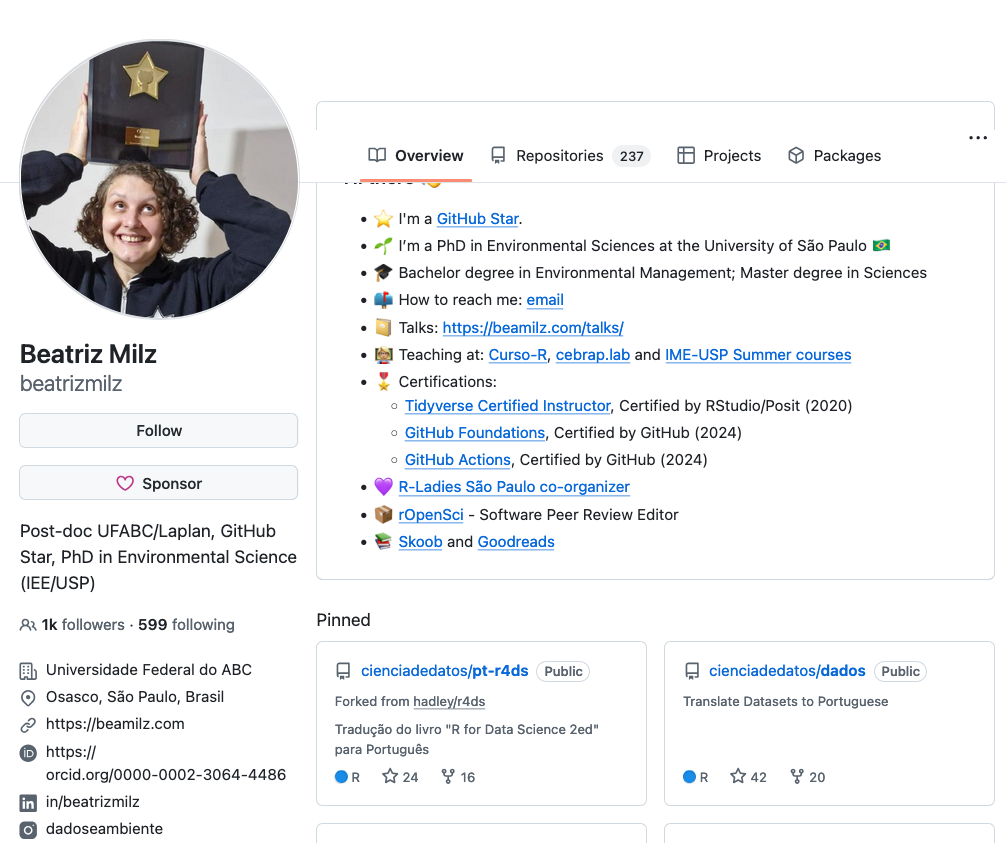 Overview
Repositories 237
Projects
Packages
I'm a GitHub Star.
I'm a PhD in Environmental Sciences at the University of São Paulo
Bachelor degree in Environmental Management; Master degree in Sciences
How to reach me: email
Talks: https://beamilz.com/talks/
Teaching at: Curso-R, cebrap.lab and IME-USP Summer courses
Certifications:
Tidyverse Certified Instructor, Certified by RStudio/Posit (2020)
GitHub Foundations, Certified by GitHub (2024)
GitHub Actions, Certified by GitHub (2024)
R-Ladies São Paulo co-organizer
rOpenSci - Software Peer Review Editor
Skoob and Goodreads
Beatriz Milz
beatrizmilz
Follow
Sponsor
Post-doc UFABC/Laplan, GitHub
Star, PhD in Environmental Science
(IEE/USP)
1k followers · 599 following
Universidade Federal do ABC
Osasco, São Paulo, Brasil
https://beamilz.com
https://
orcid.org/0000-0002-3064-4486
in/beatrizmilz
dadoseambiente
Pinned
cienciadedatos/pt-r4ds Public
Forked from hadley/r4ds
Tradução do livro "R for Data Science 2ed"
para Português
R 24 16
cienciadedatos/dados Public
Translate Datasets to Portuguese
R 42 20